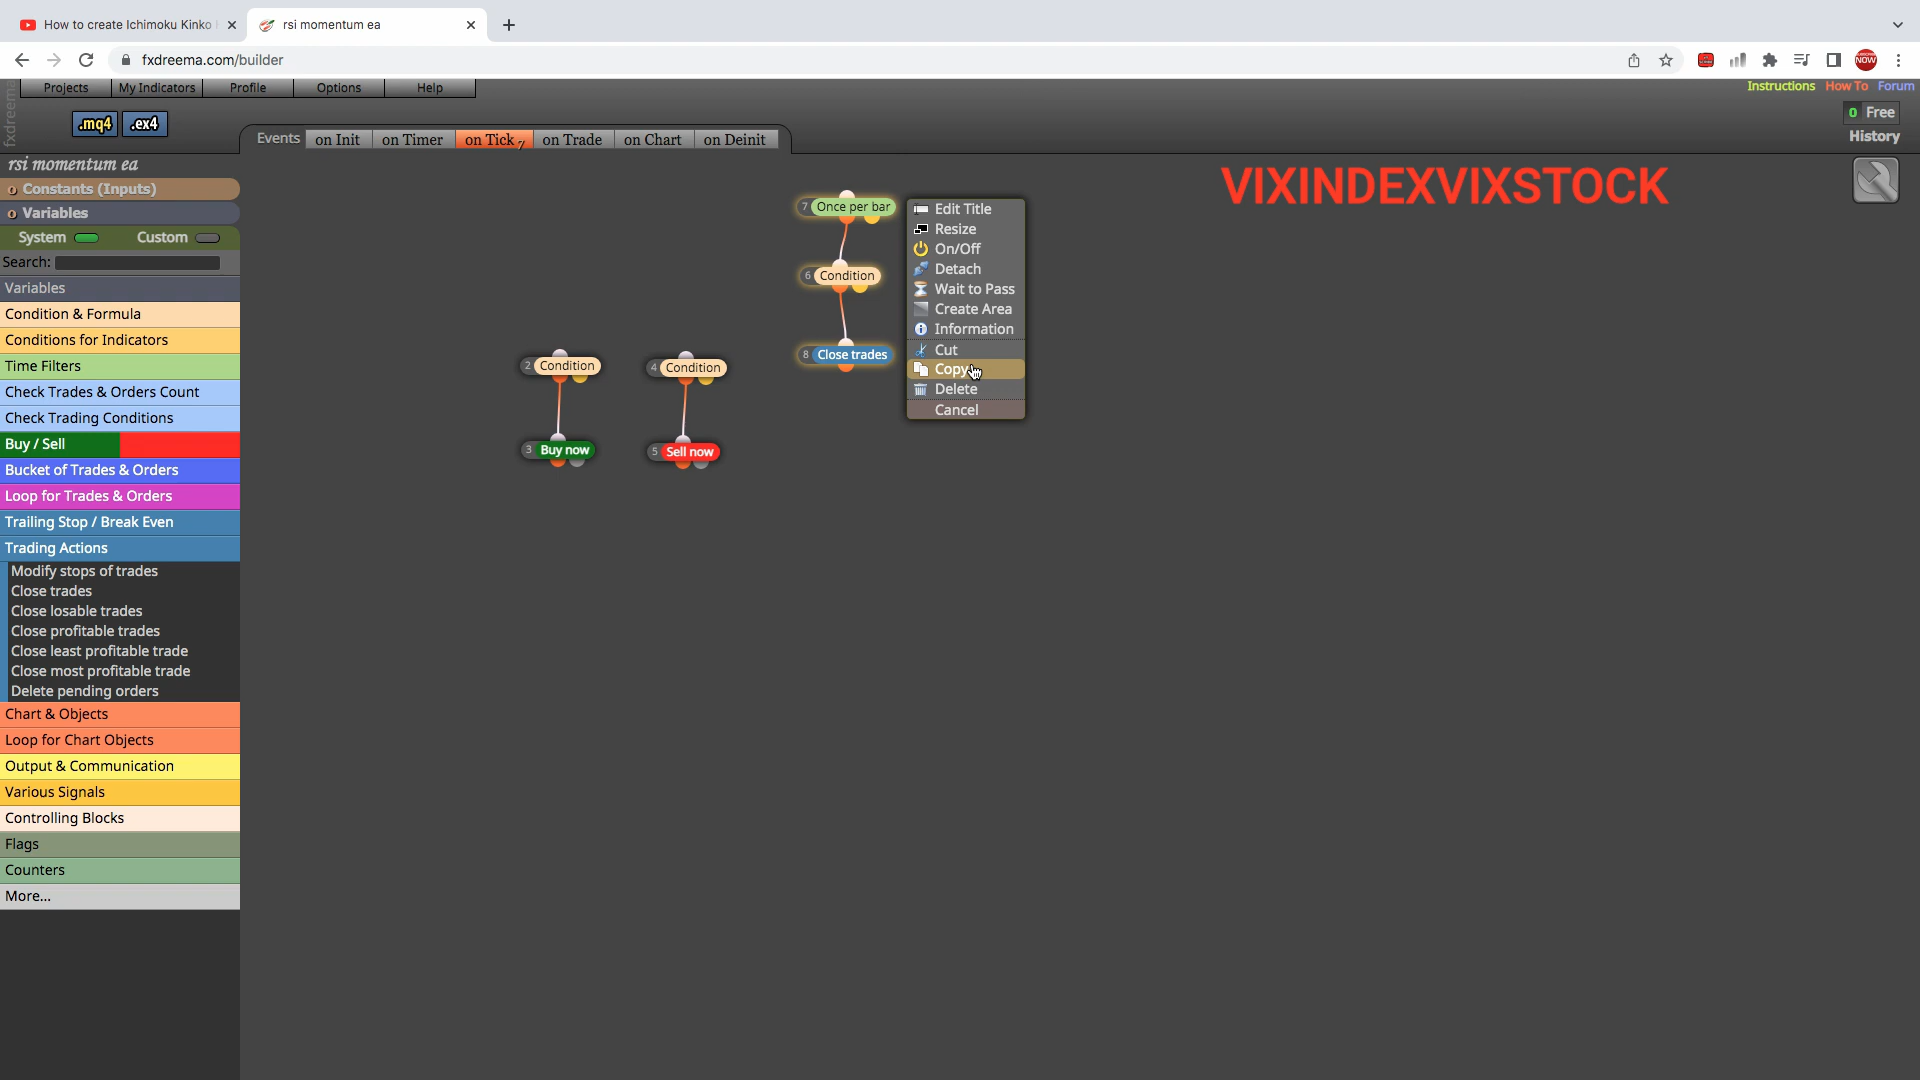 How to create Ichimoku Kinko
rsi momentum ea
fxdreema.com/builder
NOW
Projects
My Indicators
Profile
Options
Help
Instructions
How To
Forum
fxdreema
.mq4
.ex4
0 Free
History
Events
on Init
on Timer
on Tick 7
on Trade
on Chart
on Deinit
rsi momentum ea
0 Constants (Inputs)
0 Variables
System
Custom
Search:
Variables
Condition & Formula
Conditions for Indicators
Time Filters
Check Trades & Orders Count
Check Trading Conditions
Buy / Sell
Bucket of Trades & Orders
Loop for Trades & Orders
Trailing Stop / Break Even
Trading Actions
Modify stops of trades
Close trades
Close losable trades
Close profitable trades
Close least profitable trade
Close most profitable trade
Delete pending orders
Chart & Objects
Loop for Chart Objects
Output & Communication
Various Signals
Controlling Blocks
Flags
Counters
More...
2 Condition
3 Buy now
4 Condition
5 Sell now
7 Once per bar
6 Condition
8 Close trades
Edit Title
Resize
On/Off
Detach
Wait to Pass
Create Area
Information
Cut
Copy
Delete
Cancel
VIXINDEXVIXSTOCK